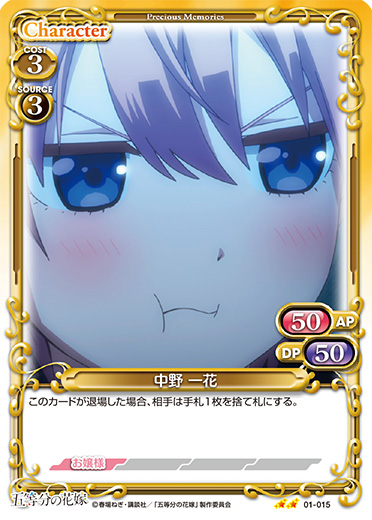 Precious Memories
Character
COST
3
SOURCE
3
50 AP
DP 50
中野 一花
このカードが退場した場合、相手は手札1枚を捨て札にする。
お嬢様
五等分の花嫁
©春場ねぎ・講談社／「五等分の花嫁」製作委員会
01-015